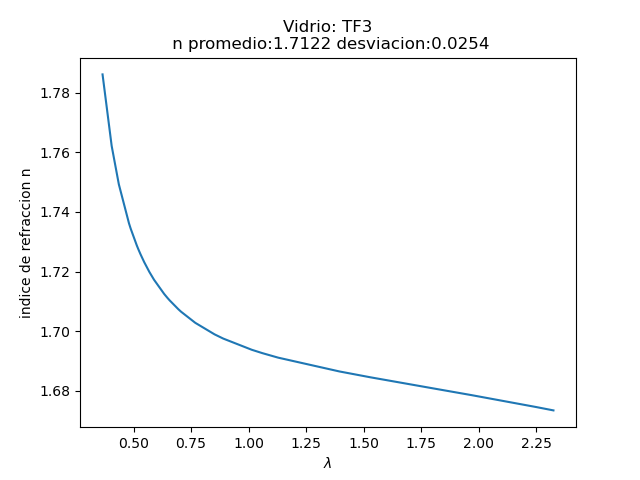 Vidrio: TF3
n promedio:1.7122 desviacion:0.0254
indice de refraccion n
1.78
1.76
1.74
1.72
1.70
1.68
0.50 0.75 1.00 1.25 1.50 1.75 2.00 2.25
λ